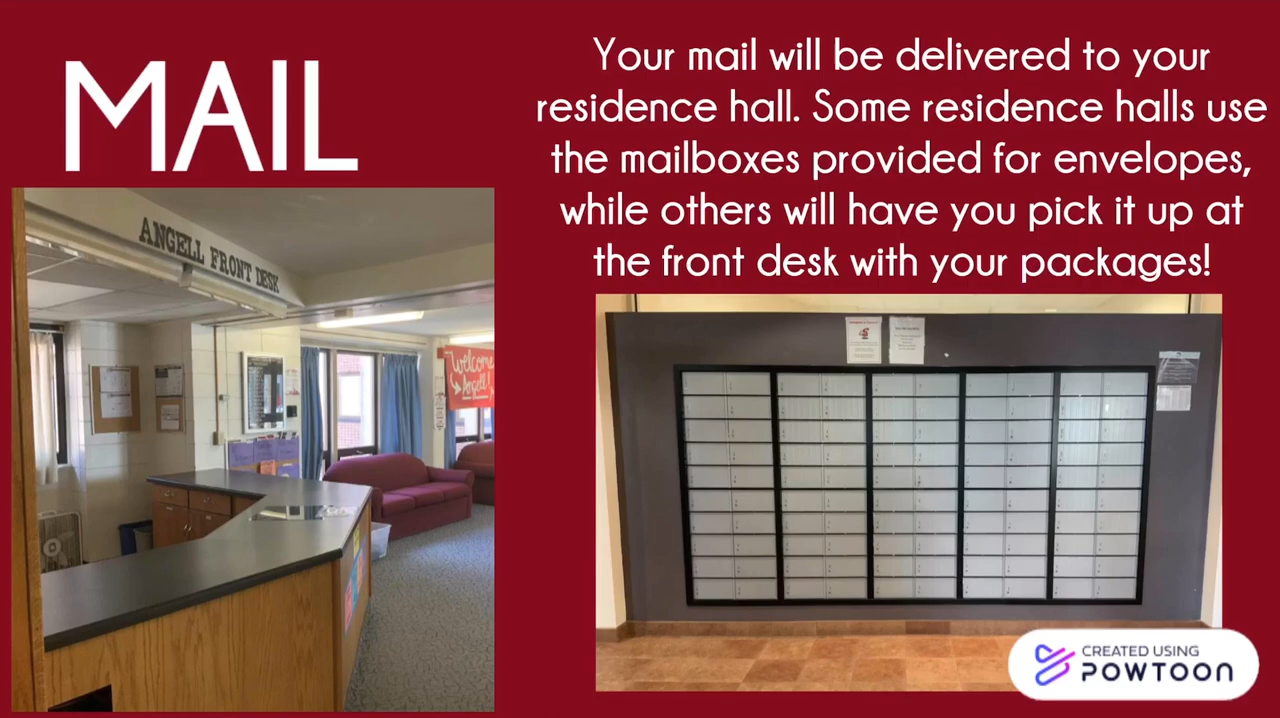 MAIL
Your mail will be delivered to your
residence hall. Some residence halls use
the mailboxes provided for envelopes,
while others will have you pick it up at
the front desk with your packages!
ANGELL FRONT DESK
Welcome
Angell!
CREATED USING
POWTOON